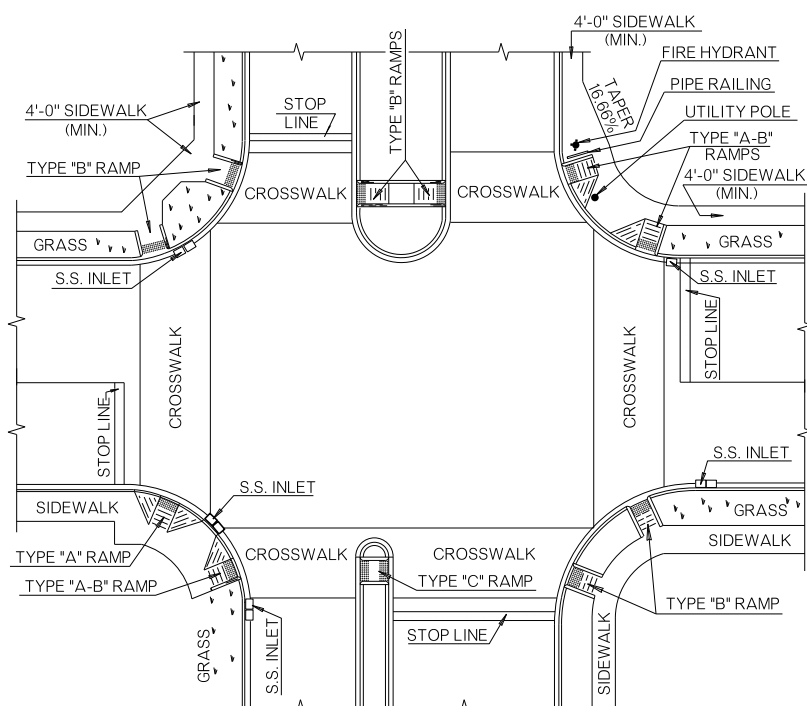 4'-0" SIDEWALK
(MIN.)
FIRE HYDRANT
PIPE RAILING
TAPER
16.66%
UTILITY POLE
TYPE "A-B"
RAMPS
4'-0" SIDEWALK
(MIN.)
4'-0" SIDEWALK
(MIN.)
STOP
LINE
TYPE "B" RAMPS
TYPE "B" RAMP
CROSSWALK
CROSSWALK
GRASS
GRASS
S.S. INLET
S.S. INLET
STOP LINE
CROSSWALK
CROSSWALK
STOP LINE
S.S. INLET
S.S. INLET
SIDEWALK
GRASS
SIDEWALK
TYPE "A" RAMP
CROSSWALK
CROSSWALK
TYPE "A-B" RAMP
TYPE "C" RAMP
TYPE "B" RAMP
STOP LINE
GRASS
S.S. INLET
SIDEWALK